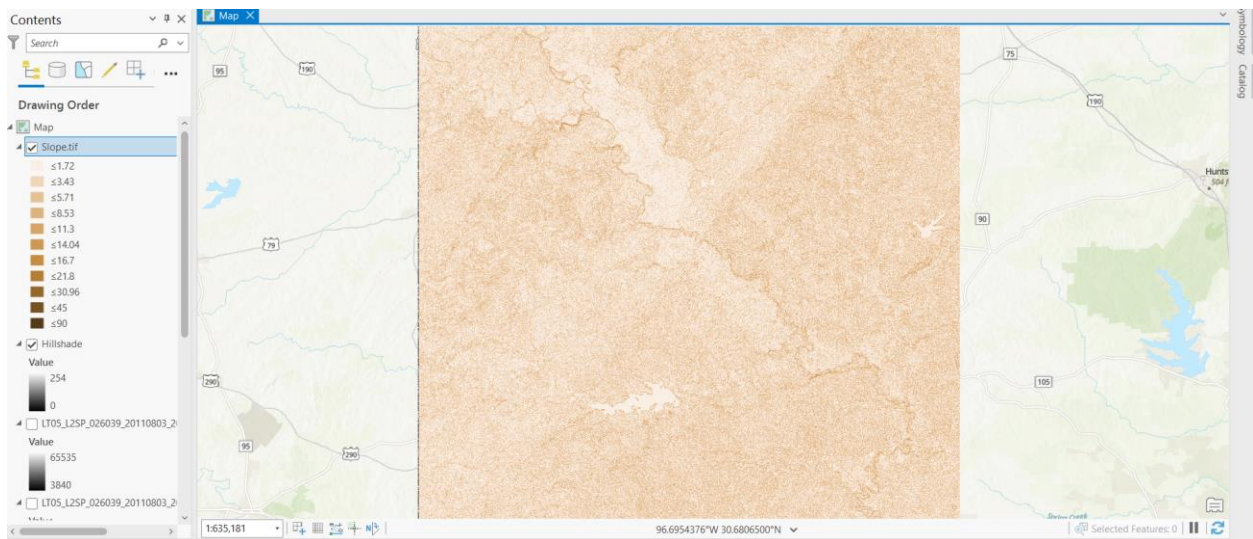 Contents
Map
Search
Drawing Order
Map
Slope.tif
≤1.72
≤3.43
≤5.71
≤8.53
≤11.3
≤14.04
≤16.7
≤21.8
≤30.96
≤45
≤90
Hillshade
Value
254
0
LT05_L2SP_026039_20110803_2
Value
65535
3840
LT05_L2SP_026039_20110803_2
95
190
79
290
95
290
75
190
Hunts
504 f
90
105
1:635,181
96.6954376°W 30.6806500°N
Selected Features: 0
ymbology
Catalog